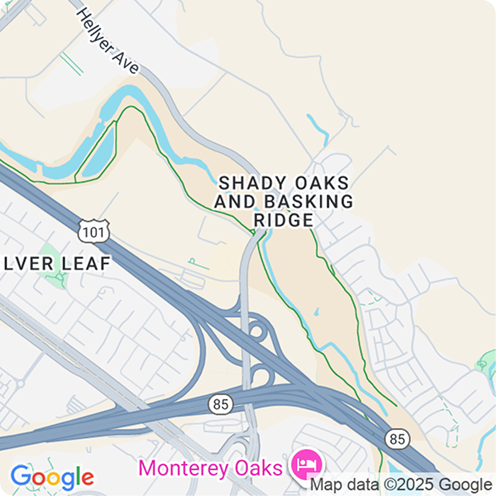 Hellyer Ave
SHADY OAKS
AND BASKING
RIDGE
101
LVER LEAF
85
85
Monterey Oaks
Google
Map data ©2025 Google